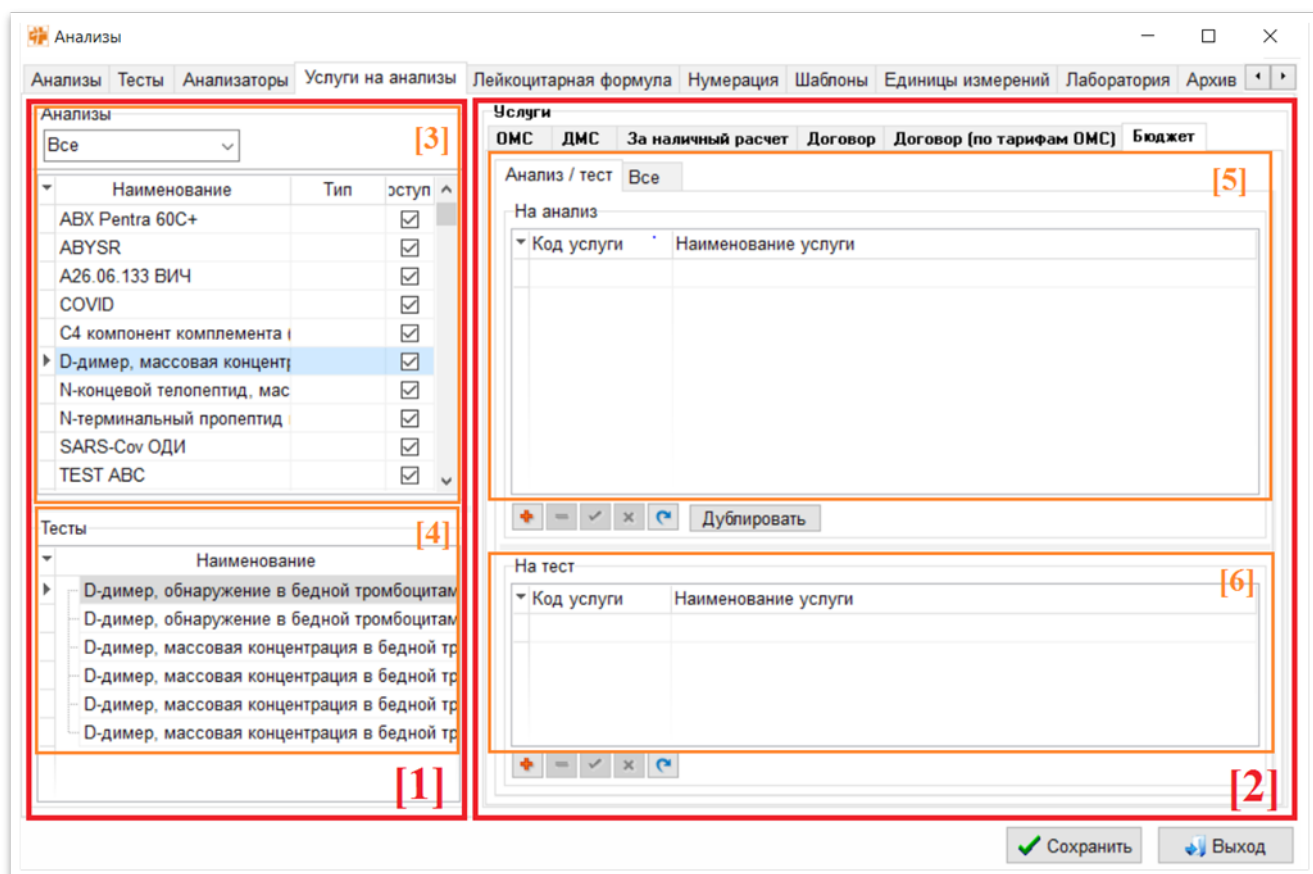 Анализы
Анализы Тесты Анализаторы Услуги на анализы Лейкоцитарная формула Нумерация Шаблоны Единицы измерений Лаборатория Архив
Анализы
Все
[3]
Наименование Тип оступ
ABX Pentra 60C+
ABYSR
A26.06.133 ВИЧ
COVID
C4 компонент комплемента (
D-димер, массовая концентр
N-концевой телопептид, мас
N-терминальный пропептид
SARS-Cov ОДИ
TEST ABC
Тесты
[4]
Наименование
D-димер, обнаружение в бедной тромбоцитам
D-димер, обнаружение в бедной тромбоцитам
D-димер, массовая концентрация в бедной тр
D-димер, массовая концентрация в бедной тр
D-димер, массовая концентрация в бедной тр
D-димер, массовая концентрация в бедной тр
[1]
Услуги
ОМС ДМС За наличный расчет Договор Договор (по тарифам ОМС) Бюджет
Анализ / тест Все
[5]
На анализ
Код услуги Наименование услуги
Дублировать
На тест
[6]
Код услуги Наименование услуги
[2]
Сохранить Выход